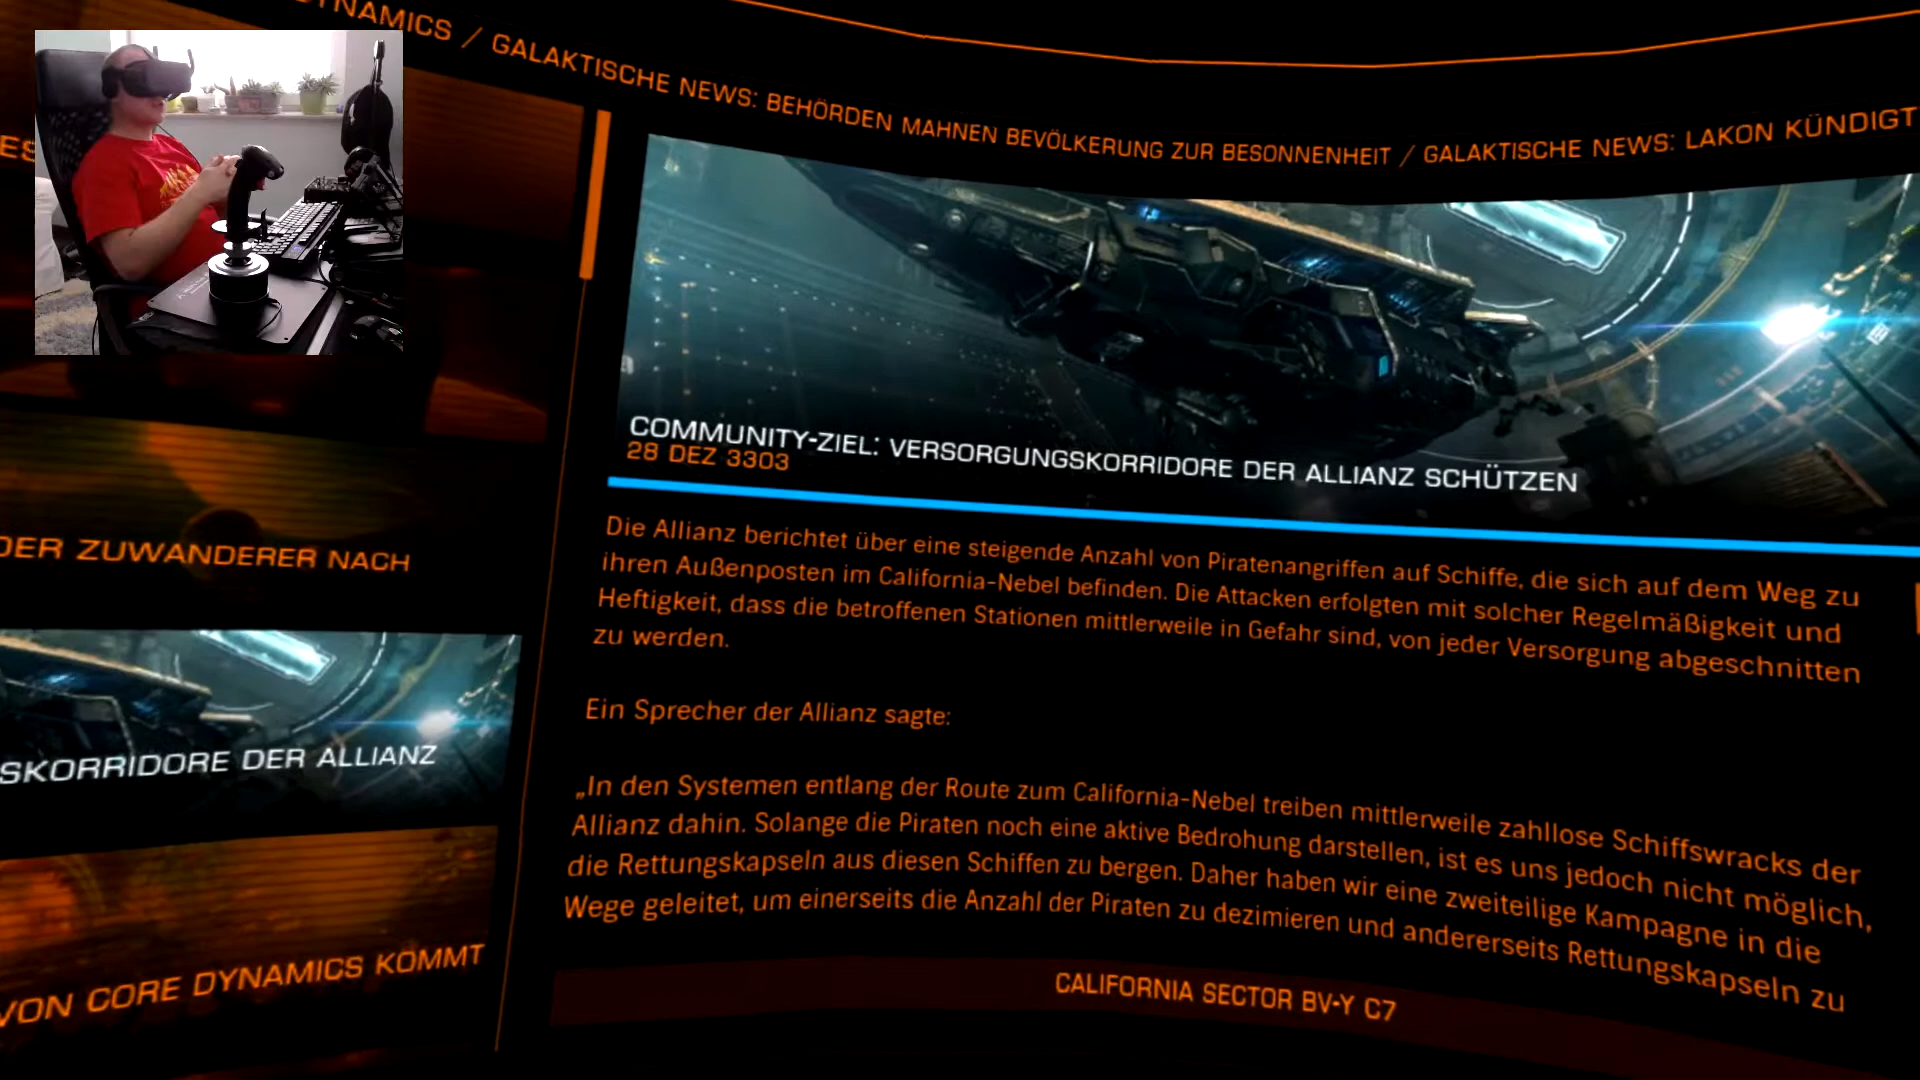 DYNAMICS / GALAKTISCHE NEWS: BEHÖRDEN MAHNEN BEVÖLKERUNG ZUR BESONNENHEIT / GALAKTISCHE NEWS: LAKON KÜNDIGT
ES
COMMUNITY-ZIEL: VERSORGUNGSKORRIDORE DER ALLIANZ SCHÜTZEN
28 DEZ 3303
Die Allianz berichtet über eine steigende Anzahl von Piratenangriffen auf Schiffe, die sich auf dem Weg zu
ihren Außenposten im California-Nebel befinden. Die Attacken erfolgten mit solcher Regelmäßigkeit und
Heftigkeit, dass die betroffenen Stationen mittlerweile in Gefahr sind, von jeder Versorgung abgeschnitten
zu werden.
Ein Sprecher der Allianz sagte:
„In den Systemen entlang der Route zum California-Nebel treiben mittlerweile zahllose Schiffswracks der
Allianz dahin. Solange die Piraten noch eine aktive Bedrohung darstellen, ist es uns jedoch nicht möglich,
die Rettungskapseln aus diesen Schiffen zu bergen. Daher haben wir eine zweiteilige Kampagne in die
Wege geleitet, um einerseits die Anzahl der Piraten zu dezimieren und andererseits Rettungskapseln zu
CALIFORNIA SECTOR BV-Y C7
DER ZUWANDERER NACH
SKORRIDORE DER ALLIANZ
VON CORE DYNAMICS KOMMT